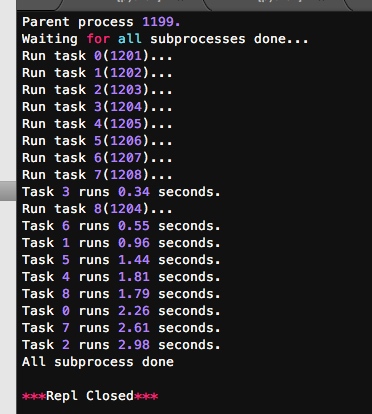 Parent process 1199.
Waiting for all subprocesses done...
Run task 0(1201)...
Run task 1(1202)...
Run task 2(1203)...
Run task 3(1204)...
Run task 4(1205)...
Run task 5(1206)...
Run task 6(1207)...
Run task 7(1208)...
Task 3 runs 0.34 seconds.
Run task 8(1204)...
Task 6 runs 0.55 seconds.
Task 1 runs 0.96 seconds.
Task 5 runs 1.44 seconds.
Task 4 runs 1.81 seconds.
Task 8 runs 1.79 seconds.
Task 0 runs 2.26 seconds.
Task 7 runs 2.61 seconds.
Task 2 runs 2.98 seconds.
All subprocess done
***Repl Closed***